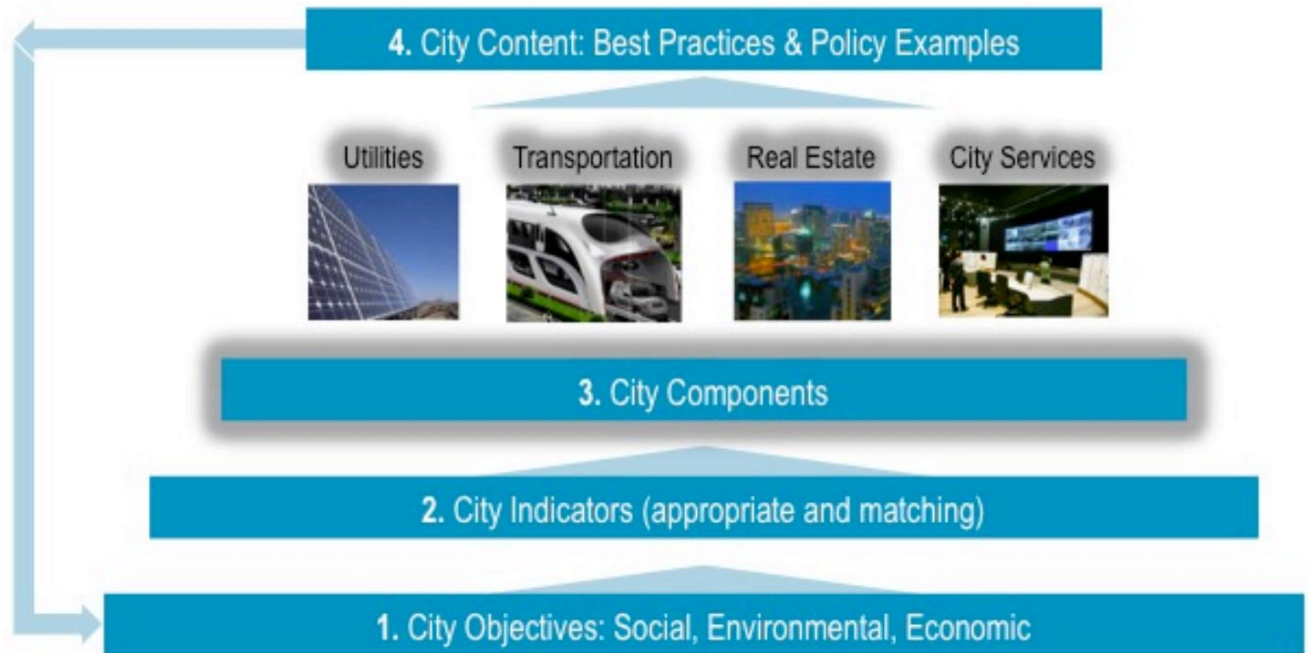 4. City Content: Best Practices & Policy Examples
Utilities
Transportation
Real Estate
City Services
3. City Components
2. City Indicators (appropriate and matching)
1. City Objectives: Social, Environmental, Economic